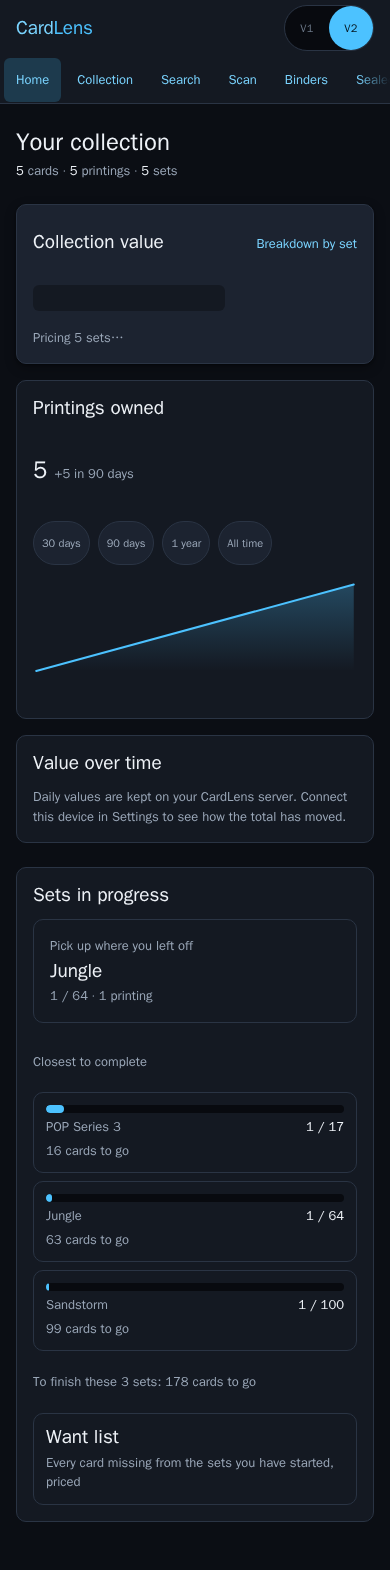 CardLens
V1 V2
Home Collection Search Scan Binders
Your collection
5 cards · 5 printings · 5 sets
Collection value Breakdown by set
Pricing 5 sets…
Printings owned
5 +5 in 90 days
30 days 90 days 1 year All time
Value over time
Daily values are kept on your CardLens server. Connect
this device in Settings to see how the total has moved.
Sets in progress
Pick up where you left off
Jungle
1 / 64 · 1 printing
Closest to complete
POP Series 3 1 / 17
16 cards to go
Jungle 1 / 64
63 cards to go
Sandstorm 1 / 100
99 cards to go
To finish these 3 sets: 178 cards to go
Want list
Every card missing from the sets you have started,
priced